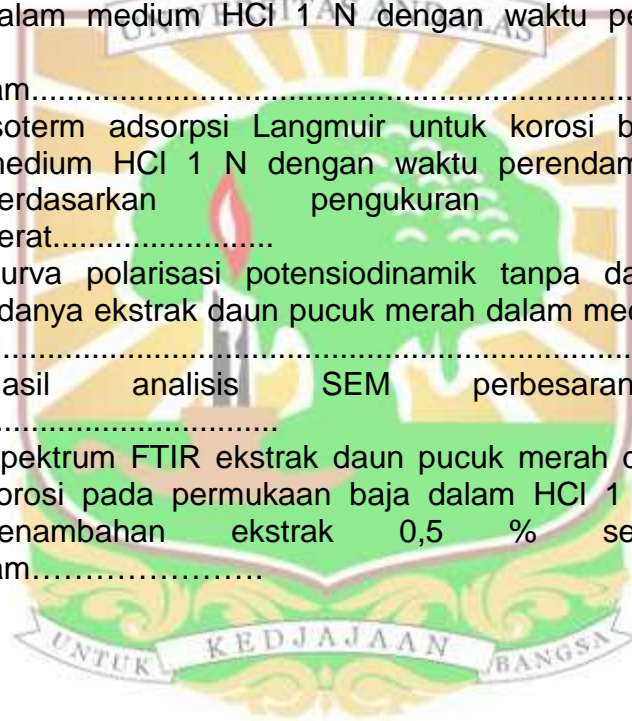 UNIVERSITAS ANDALAS
alam medium HCl 1 N dengan waktu pe
am.......................................................................
soterm adsorpsi Langmuir untuk korosi b
medium HCl 1 N dengan waktu perendam
erdasarkan pengukuran
erat........................
urva polarisasi potensiodinamik tanpa da
danya ekstrak daun pucuk merah dalam med
.......................................................................
asil analisis SEM perbesaran
..............................
pektrum FTIR ekstrak daun pucuk merah d
orosi pada permukaan baja dalam HCl 1
enambahan ekstrak 0,5 % se
am………………….
UNTUK KEDJAJAAN BANGSA